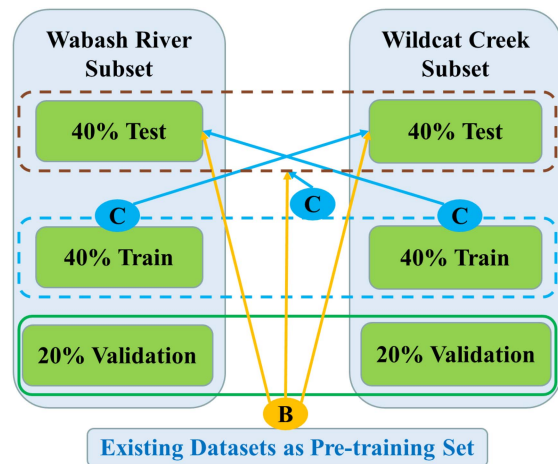 Wabash River
Subset
Wildcat Creek
Subset
40% Test
40% Test
C
C
C
40% Train
40% Train
20% Validation
20% Validation
B
Existing Datasets as Pre-training Set